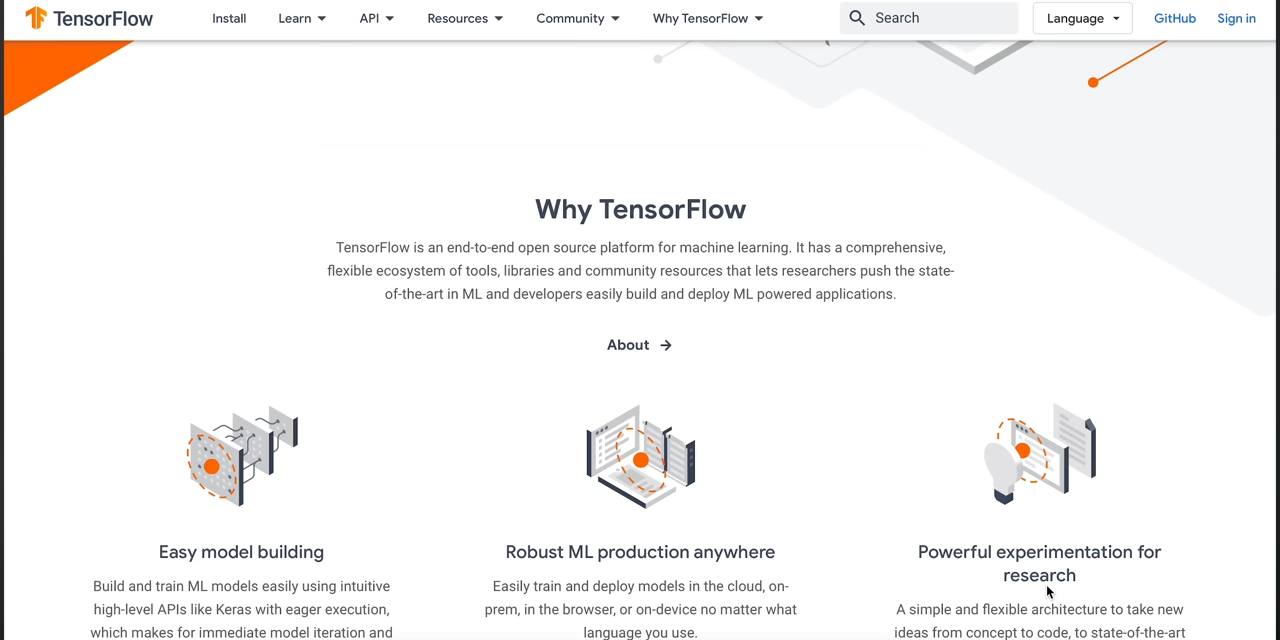 TensorFlow Install Learn API Resources Community Why TensorFlow Search Language GitHub Sign in
Why TensorFlow
TensorFlow is an end-to-end open source platform for machine learning. It has a comprehensive,
flexible ecosystem of tools, libraries and community resources that lets researchers push the state-
of-the-art in ML and developers easily build and deploy ML powered applications.
About →
Easy model building
Build and train ML models easily using intuitive
high-level APIs like Keras with eager execution,
which makes for immediate model iteration and
Robust ML production anywhere
Easily train and deploy models in the cloud, on-
prem, in the browser, or on-device no matter what
language you use.
Powerful experimentation for
research
A simple and flexible architecture to take new
ideas from concept to code, to state-of-the-art